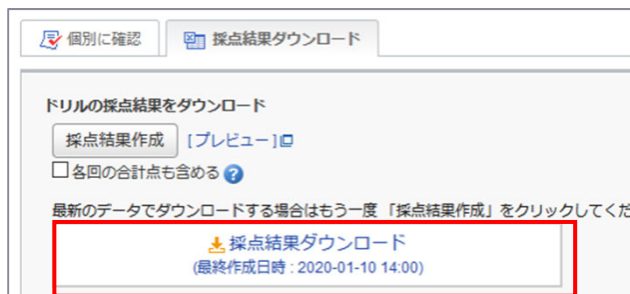 個別に確認
採点結果ダウンロード
ドリルの採点結果をダウンロード
採点結果作成 [プレビュー]
各回の合計点も含める ?
最新のデータでダウンロードする場合はもう一度 「採点結果作成」をクリックしてくだ
採点結果ダウンロード
(最終作成日時 : 2020-01-10 14:00)